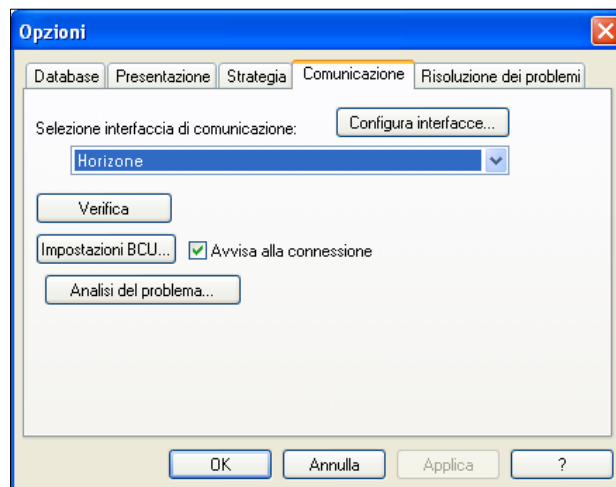 Opzioni
Database Presentazione Strategia Comunicazione Risoluzione dei problemi
Selezione interfaccia di comunicazione: Configura interfacce...
Horizone
Verifica
Impostazioni BCU... Avvisa alla connessione
Analisi del problema...
OK Annulla Applica ?